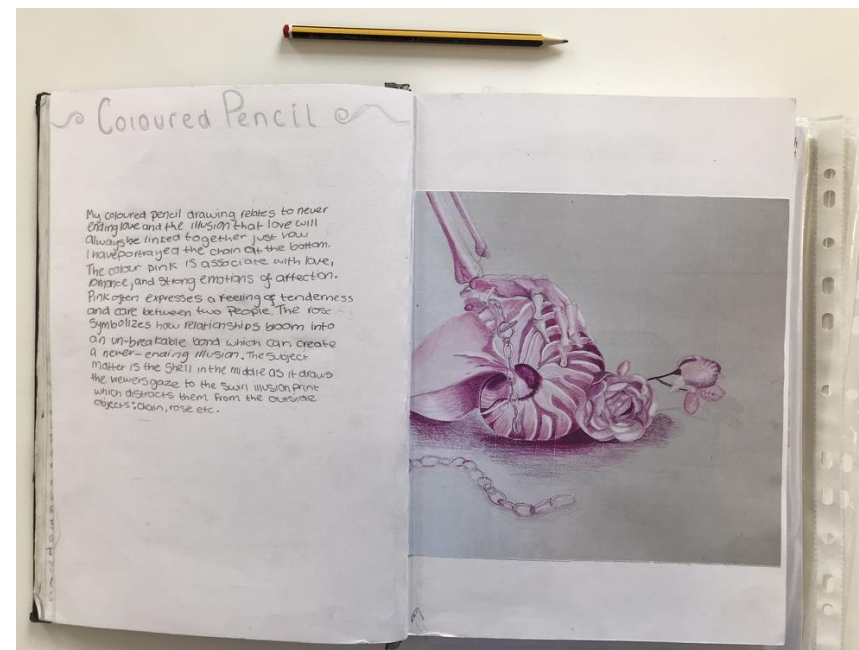 Coloured Pencil
My coloured pencil drawing relates to never
ending love and the illusion that love will
always be linked together just how
I have portrayed the chain at the bottom.
The colour pink is associate with love,
romance, and strong emotions of affection.
Pink often expresses a feeling of tenderness
and care between two people. The rose
symbolizes how relationships bloom into
an un-breakable bond which can create
a never-ending illusion. The subject
matter is the shell in the middle as it draws
the viewers gaze to the swirl illusion print
which distracts them from the outside
objects: chain, rose etc.